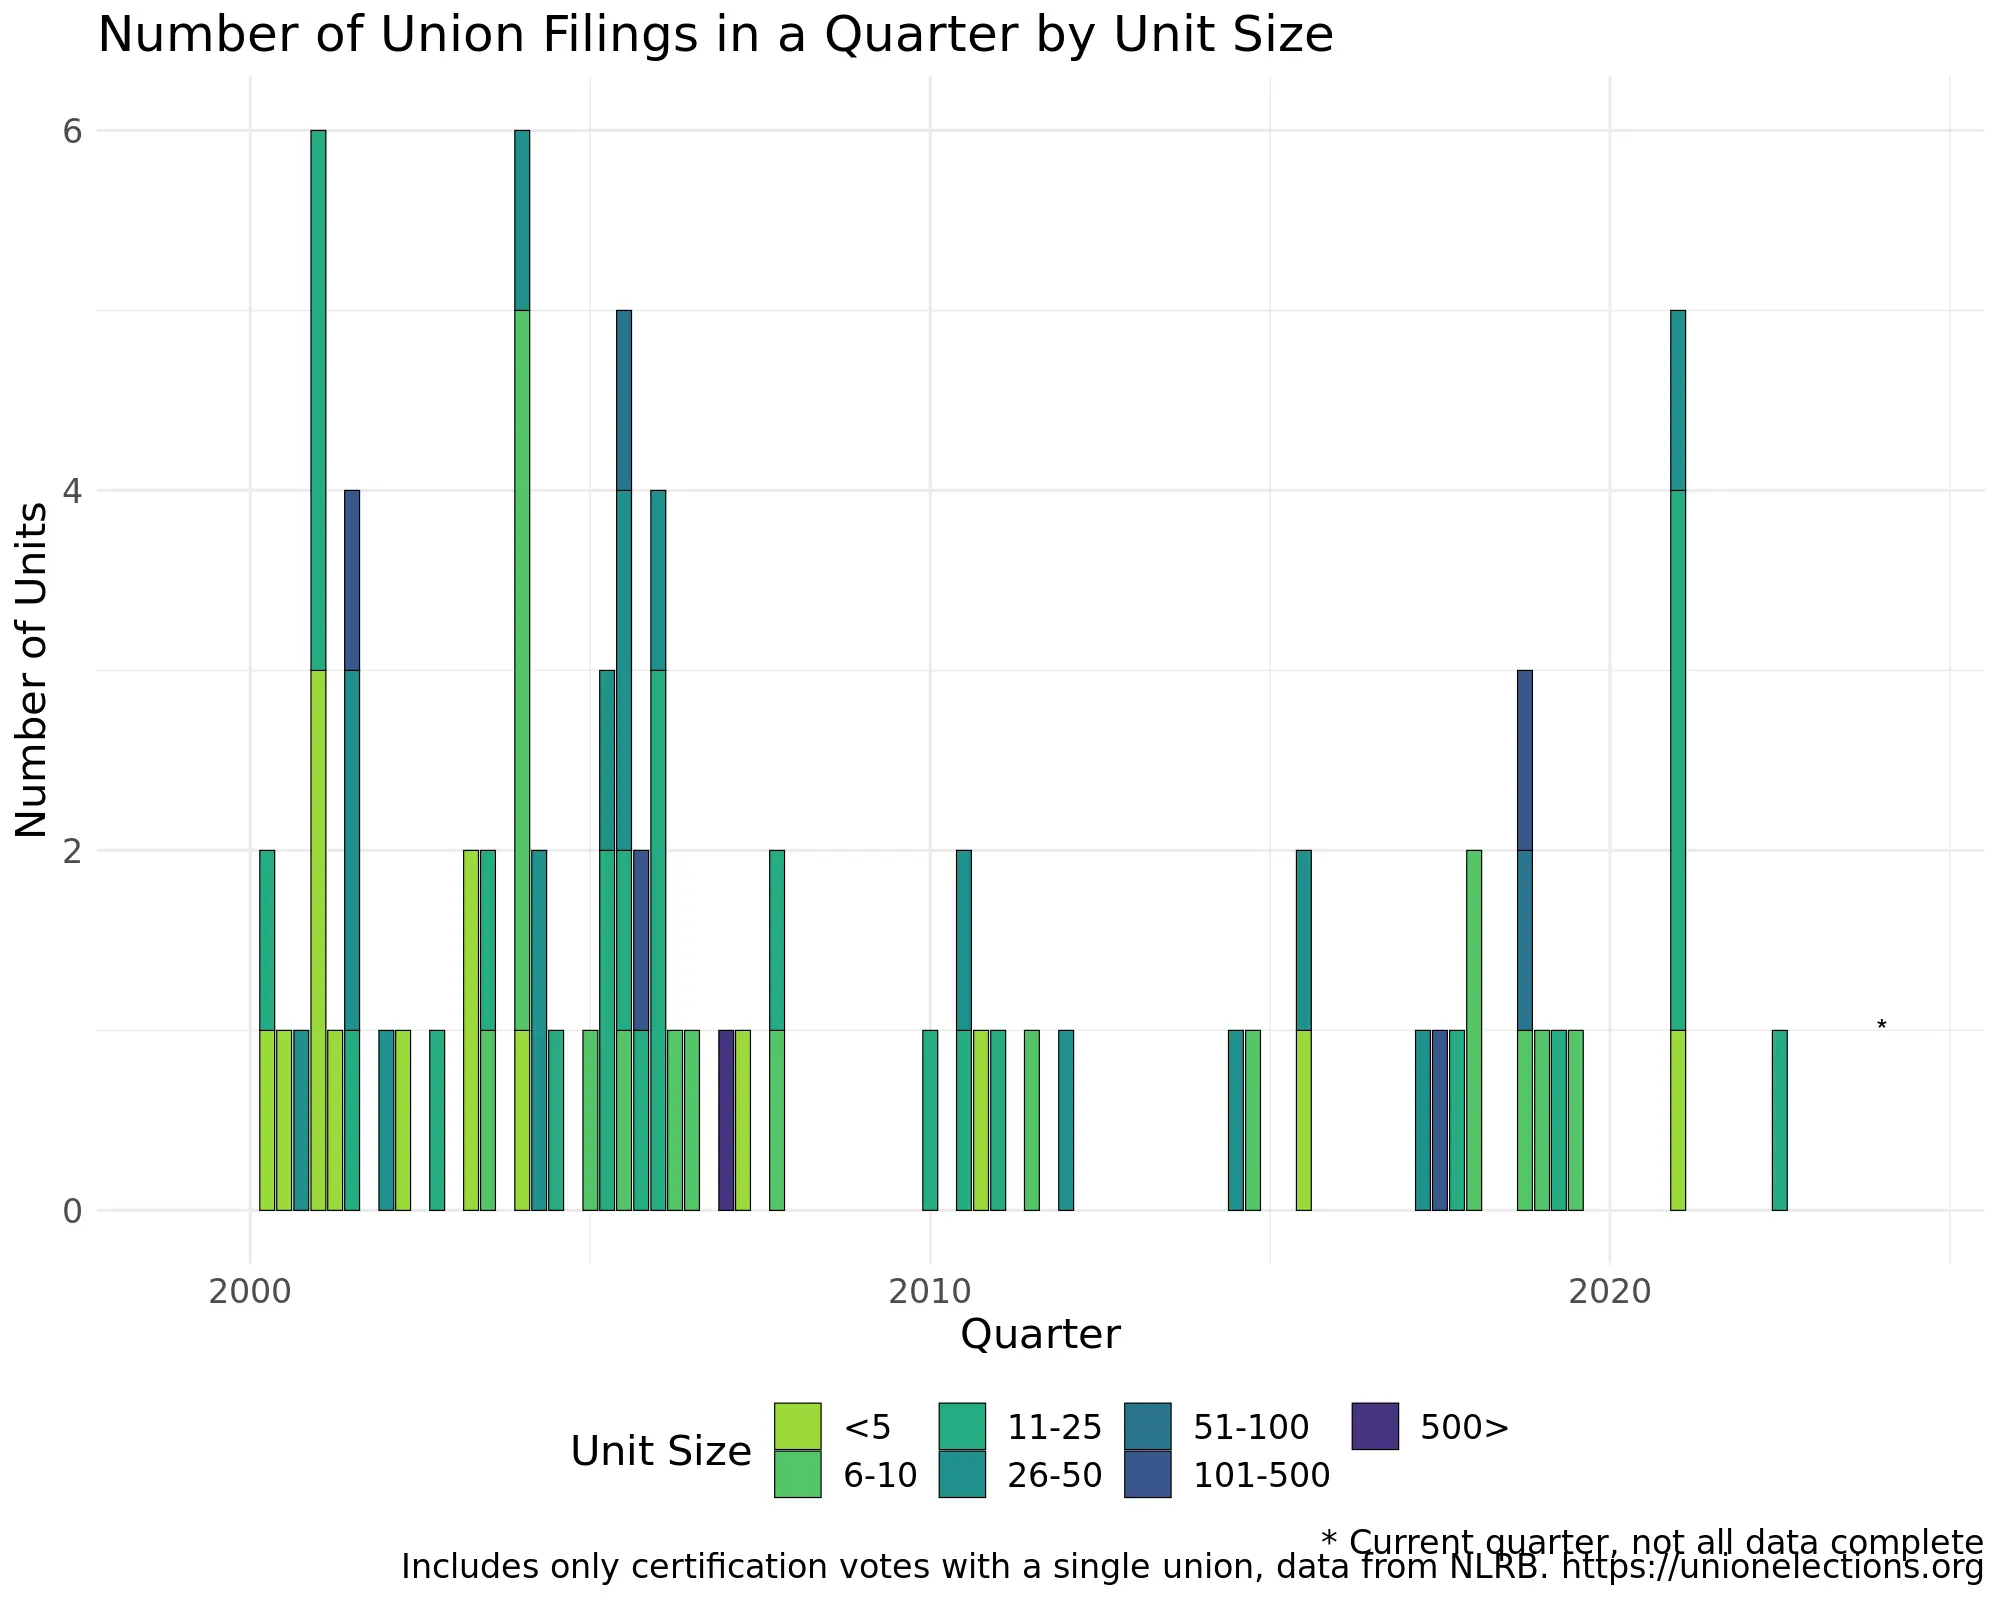 Number of Union Filings in a Quarter by Unit Size
Number of Units
6
4
2
0
*
2000 2010 2020
Quarter
Unit Size
<5 11-25 51-100 500>
6-10 26-50 101-500
* Current quarter, not all data complete
Includes only certification votes with a single union, data from NLRB. https://unionelections.org